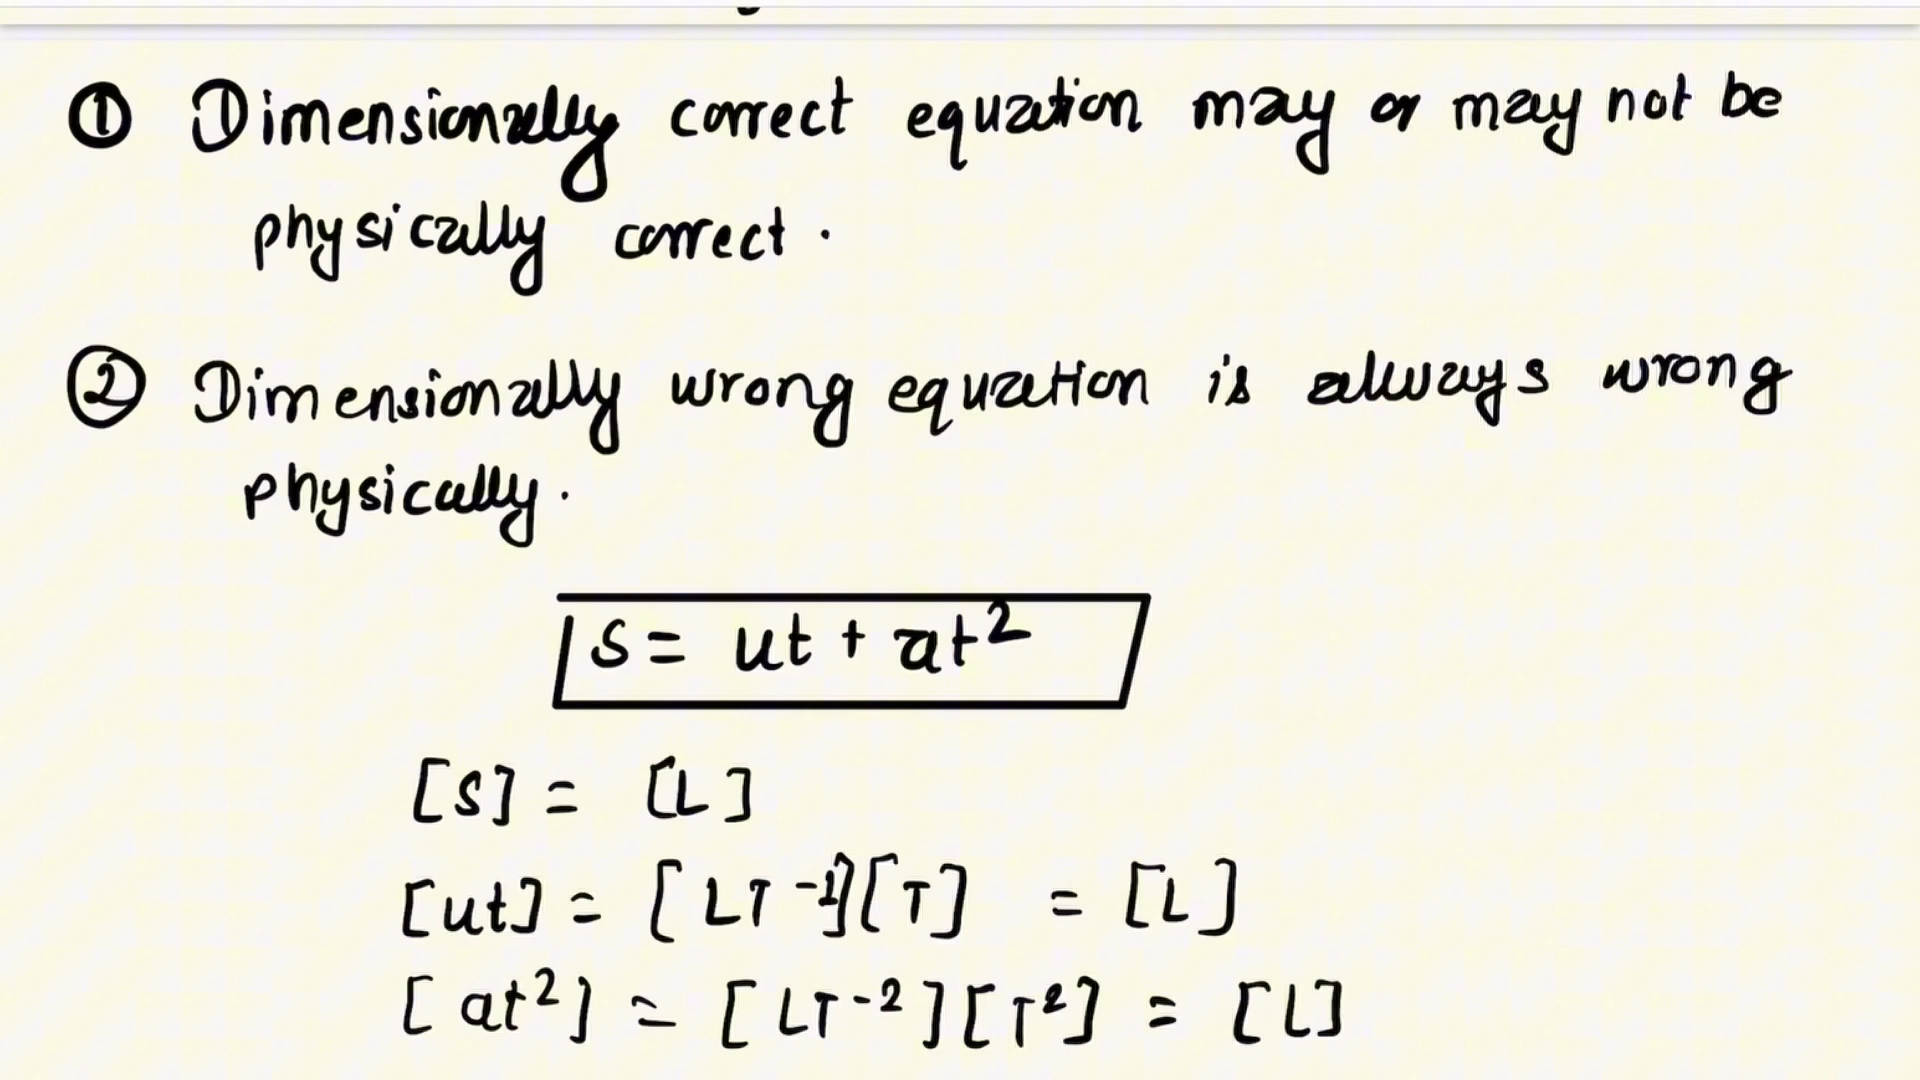 ① Dimensionally correct equation may or may not be
physically correct.
② Dimensionally wrong equation is always wrong
physically.
s = ut + at²
[s] = [L]
[ut] = [LT⁻¹][T] = [L]
[at²] = [LT⁻²][T²] = [L]